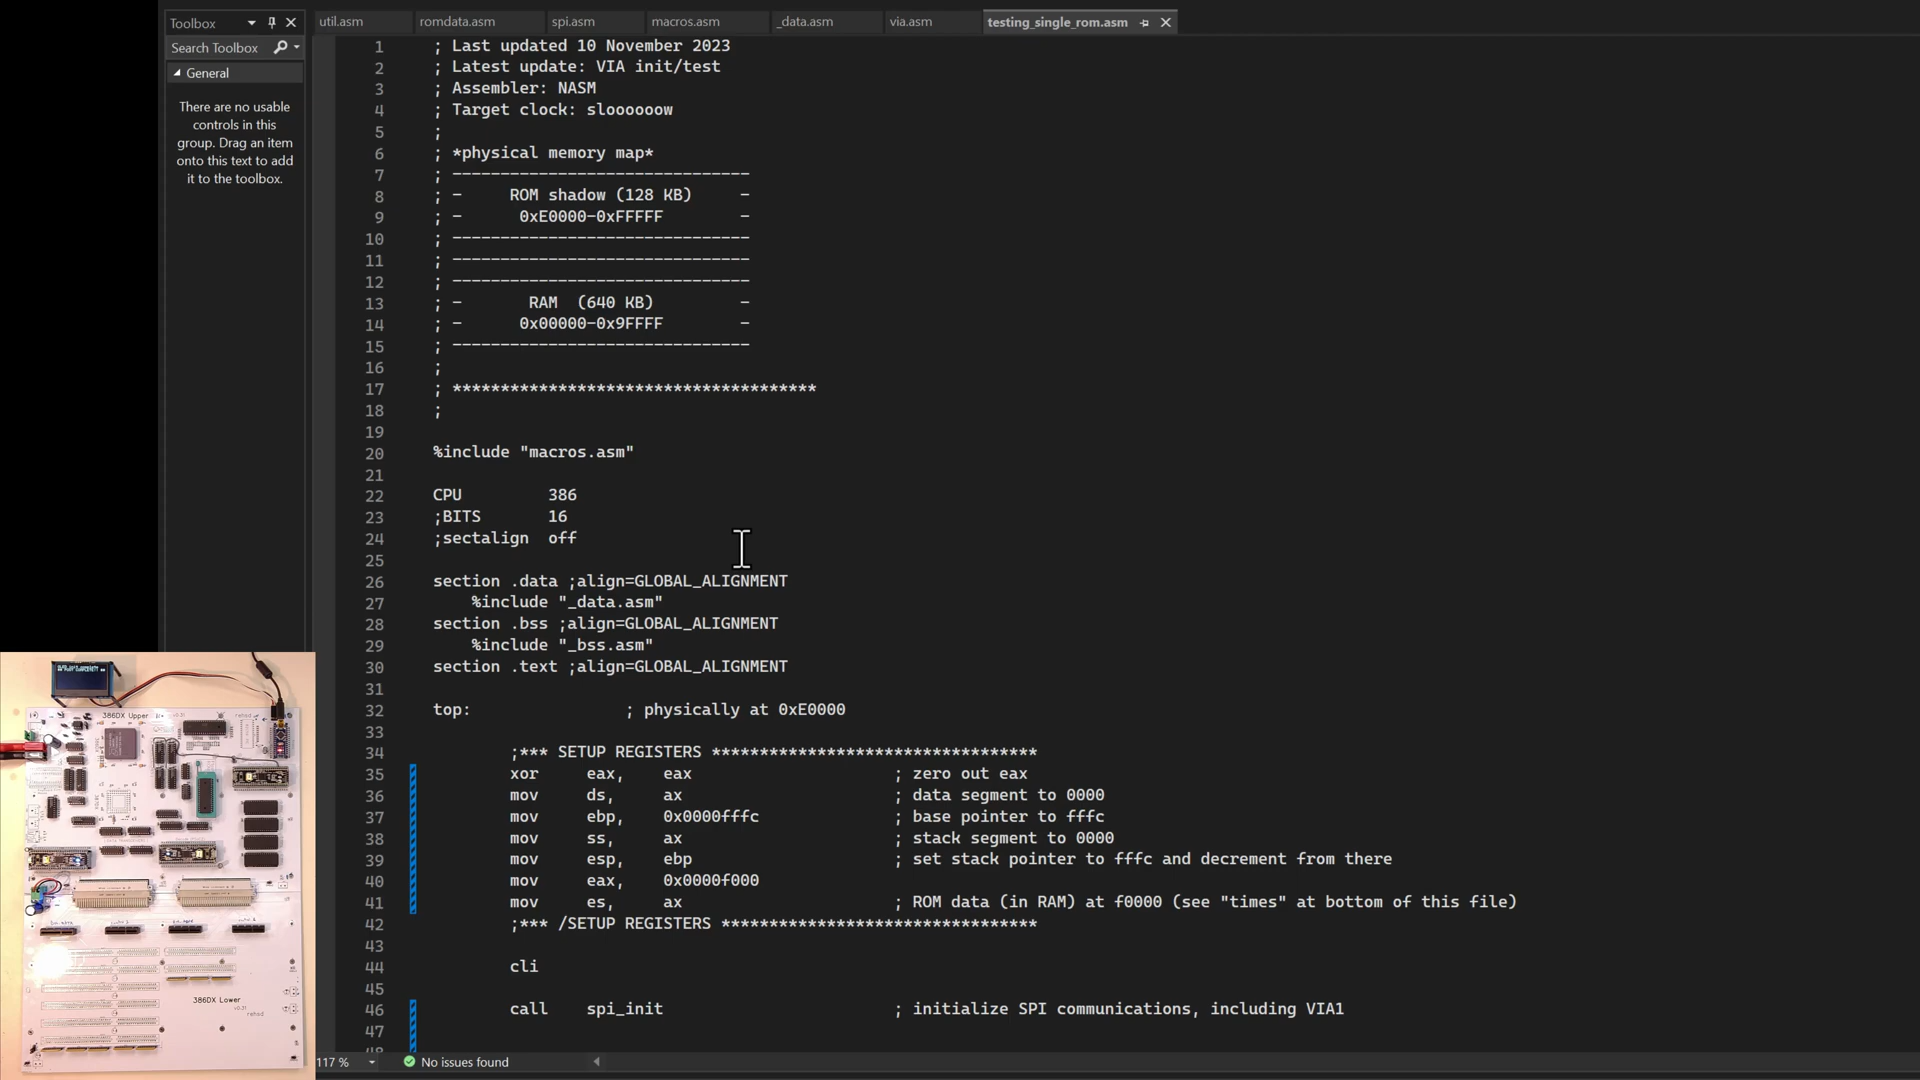 Toolbox
Search Toolbox
General
There are no usable
controls in this
group. Drag an item
onto this text to add
it to the toolbox.
util.asm romdata.asm spi.asm macros.asm _data.asm via.asm testing_single_rom.asm
1 ; Last updated 10 November 2023
2 ; Latest update: VIA init/test
3 ; Assembler: NASM
4 ; Target clock: sloooooow
5 ;
6 ; *physical memory map*
7 ; -------------------------------
8 ; -     ROM shadow (128 KB)     -
9 ; -      0xE0000-0xFFFFF        -
10 ; -------------------------------
11 ; -------------------------------
12 ; -------------------------------
13 ; -       RAM  (640 KB)         -
14 ; -      0x00000-0x9FFFF        -
15 ; -------------------------------
16 ;
17 ; **************************************
18 ;
19
20 %include "macros.asm"
21
22 CPU         386
23 ;BITS       16
24 ;sectalign  off
25
26 section .data ;align=GLOBAL_ALIGNMENT
27     %include "_data.asm"
28 section .bss ;align=GLOBAL_ALIGNMENT
29     %include "_bss.asm"
30 section .text ;align=GLOBAL_ALIGNMENT
31
32 top:                ; physically at 0xE0000
33
34 ;*** SETUP REGISTERS **********************************
35 xor     eax,    eax             ; zero out eax
36 mov     ds,     ax              ; data segment to 0000
37 mov     ebp,    0x0000fffc      ; base pointer to fffc
38 mov     ss,     ax              ; stack segment to 0000
39 mov     esp,    ebp             ; set stack pointer to fffc and decrement from there
40 mov     eax,    0x0000f000
41 mov     es,     ax              ; ROM data (in RAM) at f0000 (see "times" at bottom of this file)
42 ;*** /SETUP REGISTERS *********************************
43
44 cli
45
46 call    spi_init                ; initialize SPI communications, including VIA1
47
117 % No issues found
386DX Upper
v0.31
rehsd
386DX Lower
v0.31
rehsd